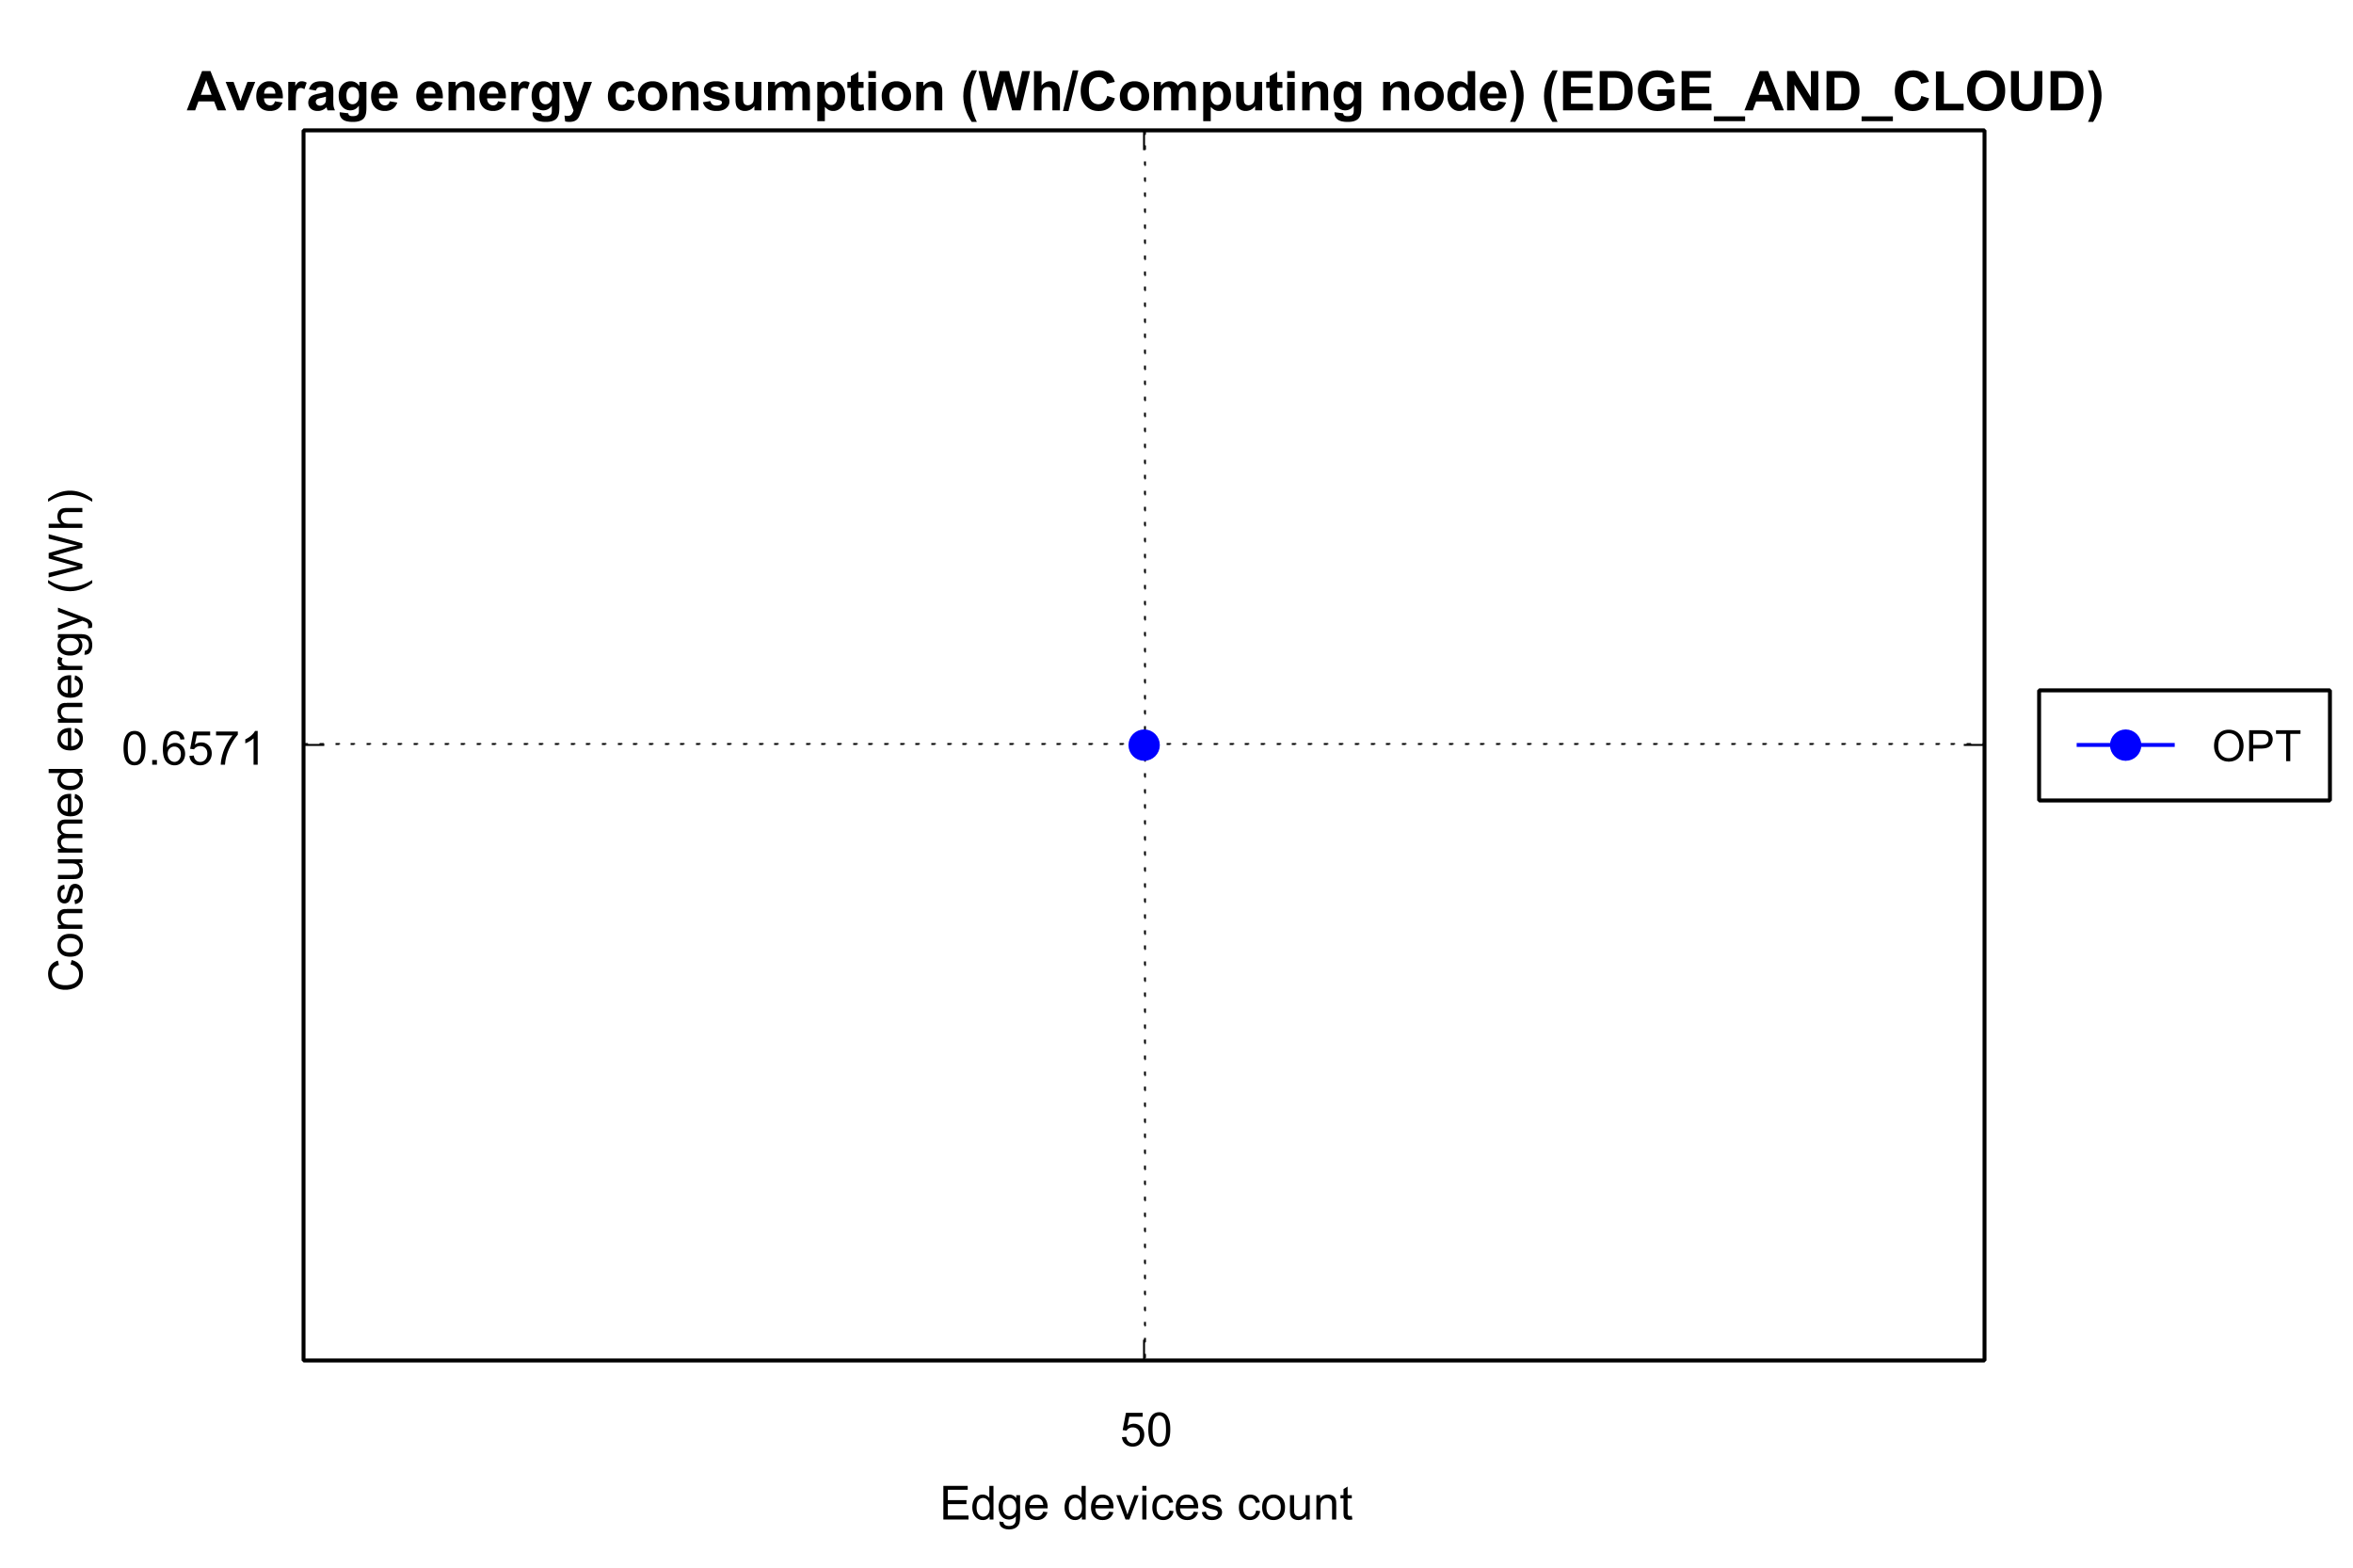 Average energy consumption (Wh/Computing node) (EDGE_AND_CLOUD)
Consumed energy (Wh)
0.6571
OPT
50
Edge devices count